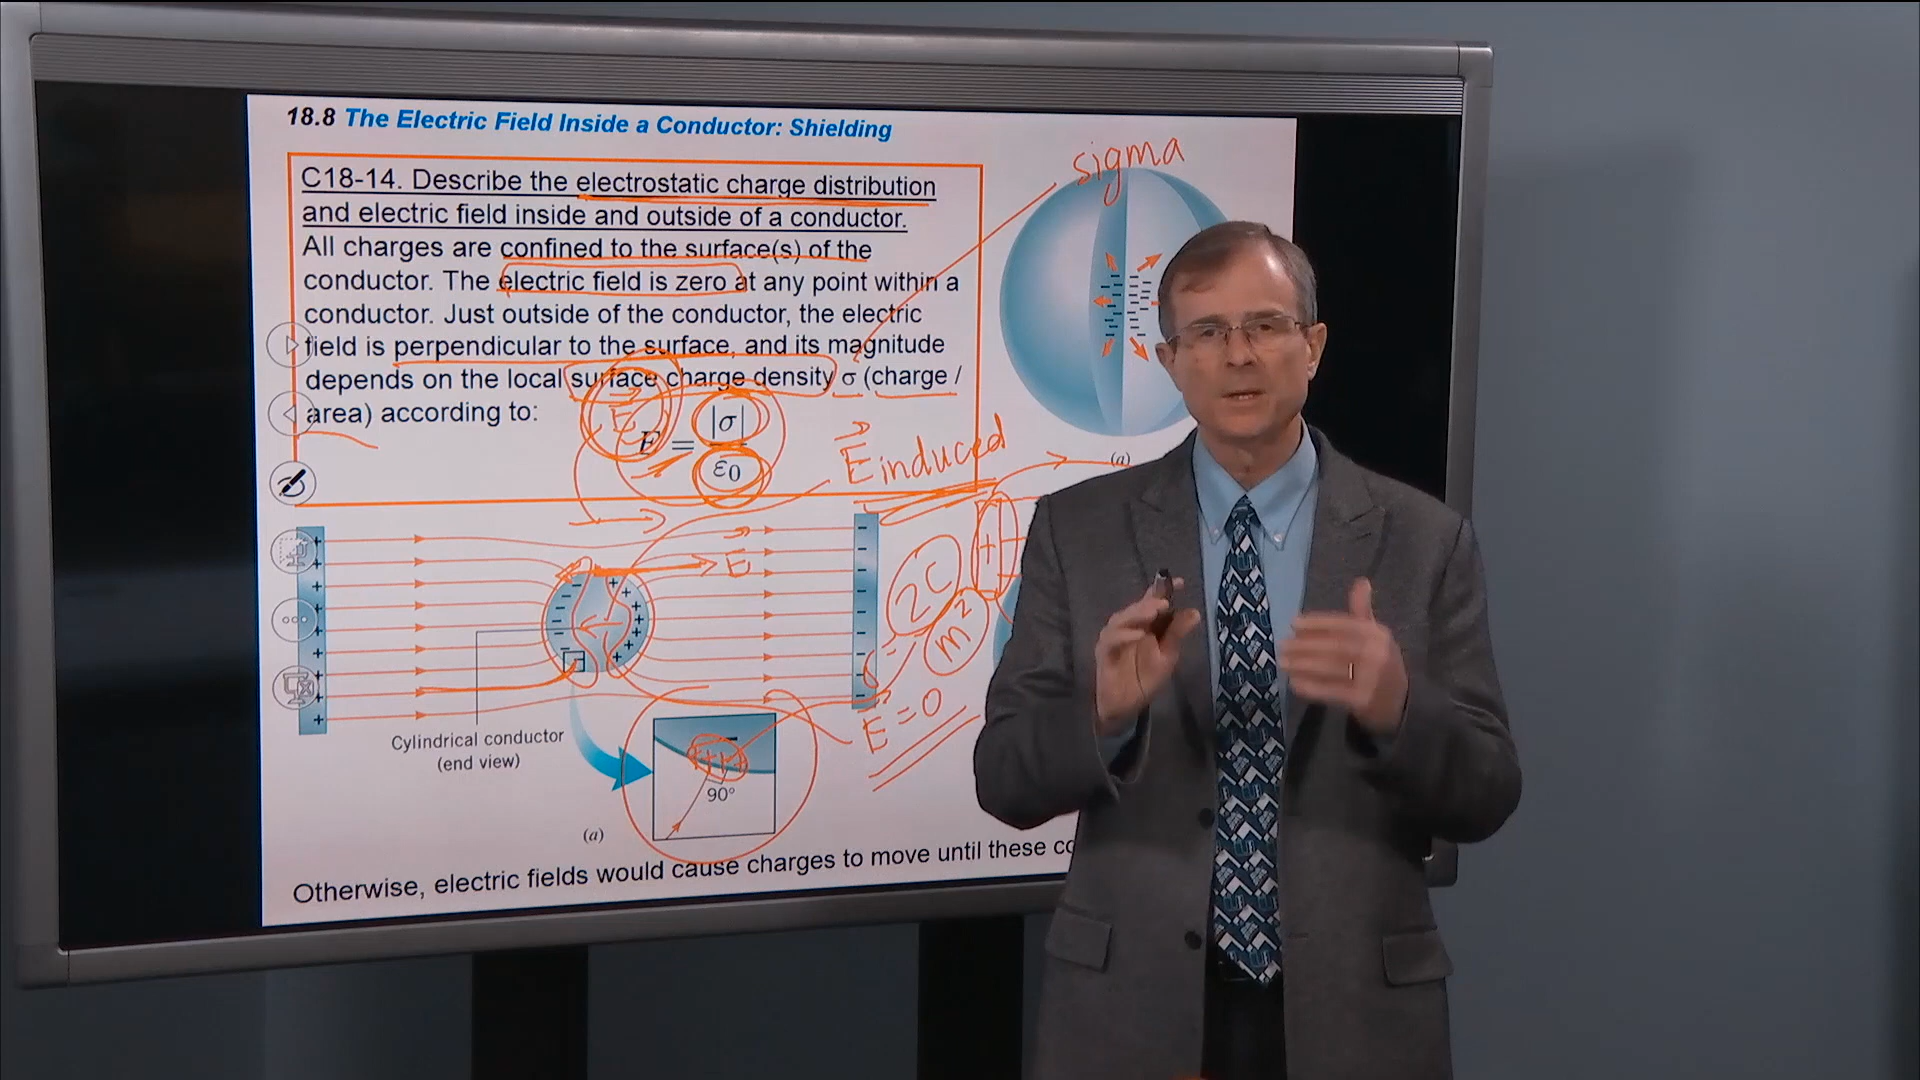 18.8 The Electric Field Inside a Conductor: Shielding
C18-14. Describe the electrostatic charge distribution
and electric field inside and outside of a conductor.
All charges are confined to the surface(s) of the
conductor. The electric field is zero at any point within a
conductor. Just outside of the conductor, the electric
field is perpendicular to the surface, and its magnitude
depends on the local surface charge density σ (charge /
area) according to:
E = |σ| / ε0
sigma
E
E induced
(a)
E
2C
m²
E = 0
Cylindrical conductor
(end view)
90°
(a)
Otherwise, electric fields would cause charges to move until these